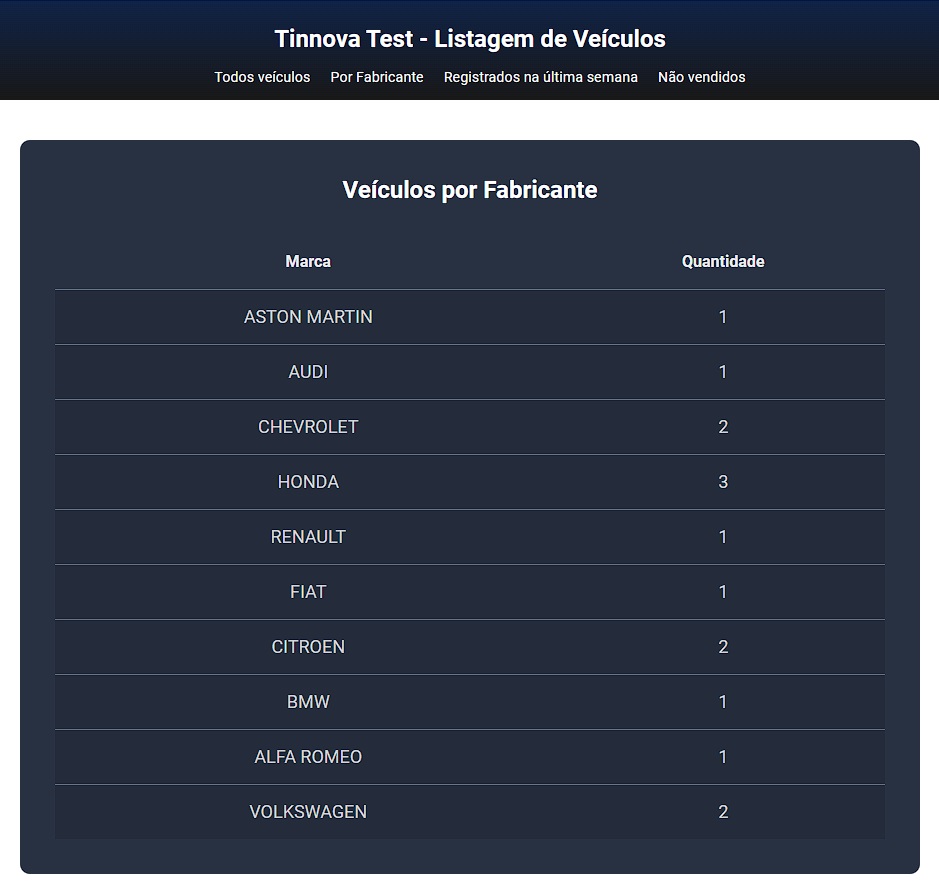 Tinnova Test - Listagem de Veículos
Todos veículos Por Fabricante Registrados na última semana Não vendidos
Veículos por Fabricante
Marca Quantidade
ASTON MARTIN 1
AUDI 1
CHEVROLET 2
HONDA 3
RENAULT 1
FIAT 1
CITROEN 2
BMW 1
ALFA ROMEO 1
VOLKSWAGEN 2